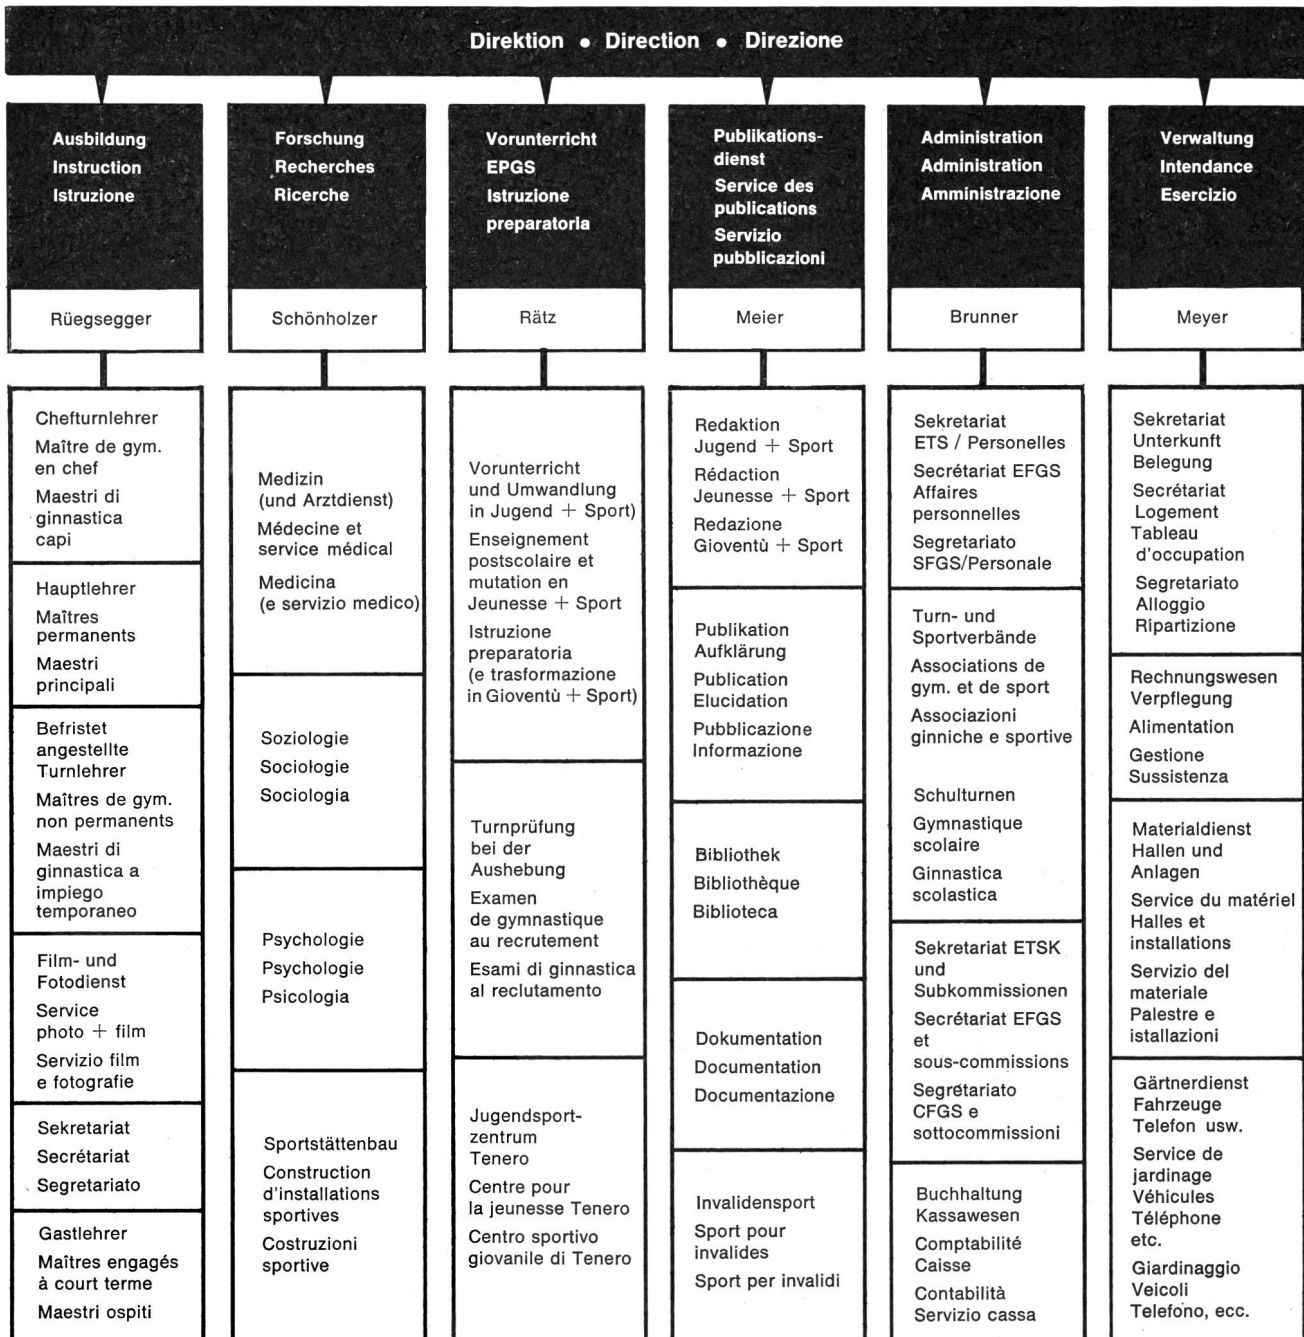 Direktion • Direction • Direzione
Ausbildung
Instruction
Istruzione
Rüegsegger
Chefturnlehrer
Maître de gym.
en chef
Maestri di
ginnastica
capi
Hauptlehrer
Maîtres
permanents
Maestri
principali
Befristet
angestellte
Turnlehrer
Maîtres de gym.
non permanents
Maestri di
ginnastica a
impiego
temporaneo
Film- und
Fotodienst
Service
photo + film
Servizio film
e fotografie
Sekretariat
Secrétariat
Segretariato
Gastlehrer
Maîtres engagés
à court terme
Maestri ospiti
Forschung
Recherches
Ricerche
Schönholzer
Medizin
(und Arztdienst)
Médecine et
service médical
Medicina
(e servizio medico)
Soziologie
Sociologie
Sociologia
Psychologie
Psychologie
Psicologia
Sportstättenbau
Construction
d'installations
sportives
Costruzioni
sportive
Vorunterricht
EPGS
Istruzione
preparatoria
Rätz
Vorunterricht
und Umwandlung
in Jugend + Sport)
Enseignement
postscolaire et
mutation en
Jeunesse + Sport
Istruzione
preparatoria
(e trasformazione
in Gioventù + Sport)
Turnprüfung
bei der
Aushebung
Examen
de gymnastique
au recrutement
Esami di ginnastica
al reclutamento
Jugendsport-
zentrum
Tenero
Centre pour
la jeunesse Tenero
Centro sportivo
giovanile di Tenero
Publikations-
dienst
Service des
publications
Servizio
pubblicazioni
Meier
Redaktion
Jugend + Sport
Rédaction
Jeunesse + Sport
Redazione
Gioventù + Sport
Publikation
Aufklärung
Publication
Elucidation
Pubblicazione
Informazione
Bibliothek
Bibliothèque
Biblioteca
Dokumentation
Documentation
Documentazione
Invalidensport
Sport pour
invalides
Sport per invalidi
Administration
Administration
Amministrazione
Brunner
Sekretariat
ETS / Personelles
Secrétariat EFGS
Affaires
personnelles
Segretariato
SFGS/Personale
Turn- und
Sportverbände
Associations de
gym. et de sport
Associazioni
ginniche e sportive
Schulturnen
Gymnastique
scolaire
Ginnastica
scolastica
Sekretariat ETSK
und
Subkommissionen
Secrétariat EFGS
et
sous-commissions
Segretariato
CFGS e
sottocommissioni
Buchhaltung
Kassawesen
Comptabilité
Caisse
Contabilità
Servizio cassa
Verwaltung
Intendance
Esercizio
Meyer
Sekretariat
Unterkunft
Belegung
Secrétariat
Logement
Tableau
d'occupation
Segretariato
Alloggio
Ripartizione
Rechnungswesen
Verpflegung
Alimentation
Gestione
Sussistenza
Materialdienst
Hallen und
Anlagen
Service du matériel
Halles et
installations
Servizio del
materiale
Palestre e
istallazioni
Gärtnerdienst
Fahrzeuge
Telefon usw.
Service de
jardinage
Véhicules
Téléphone
etc.
Giardinaggio
Veicoli
Telefono, ecc.